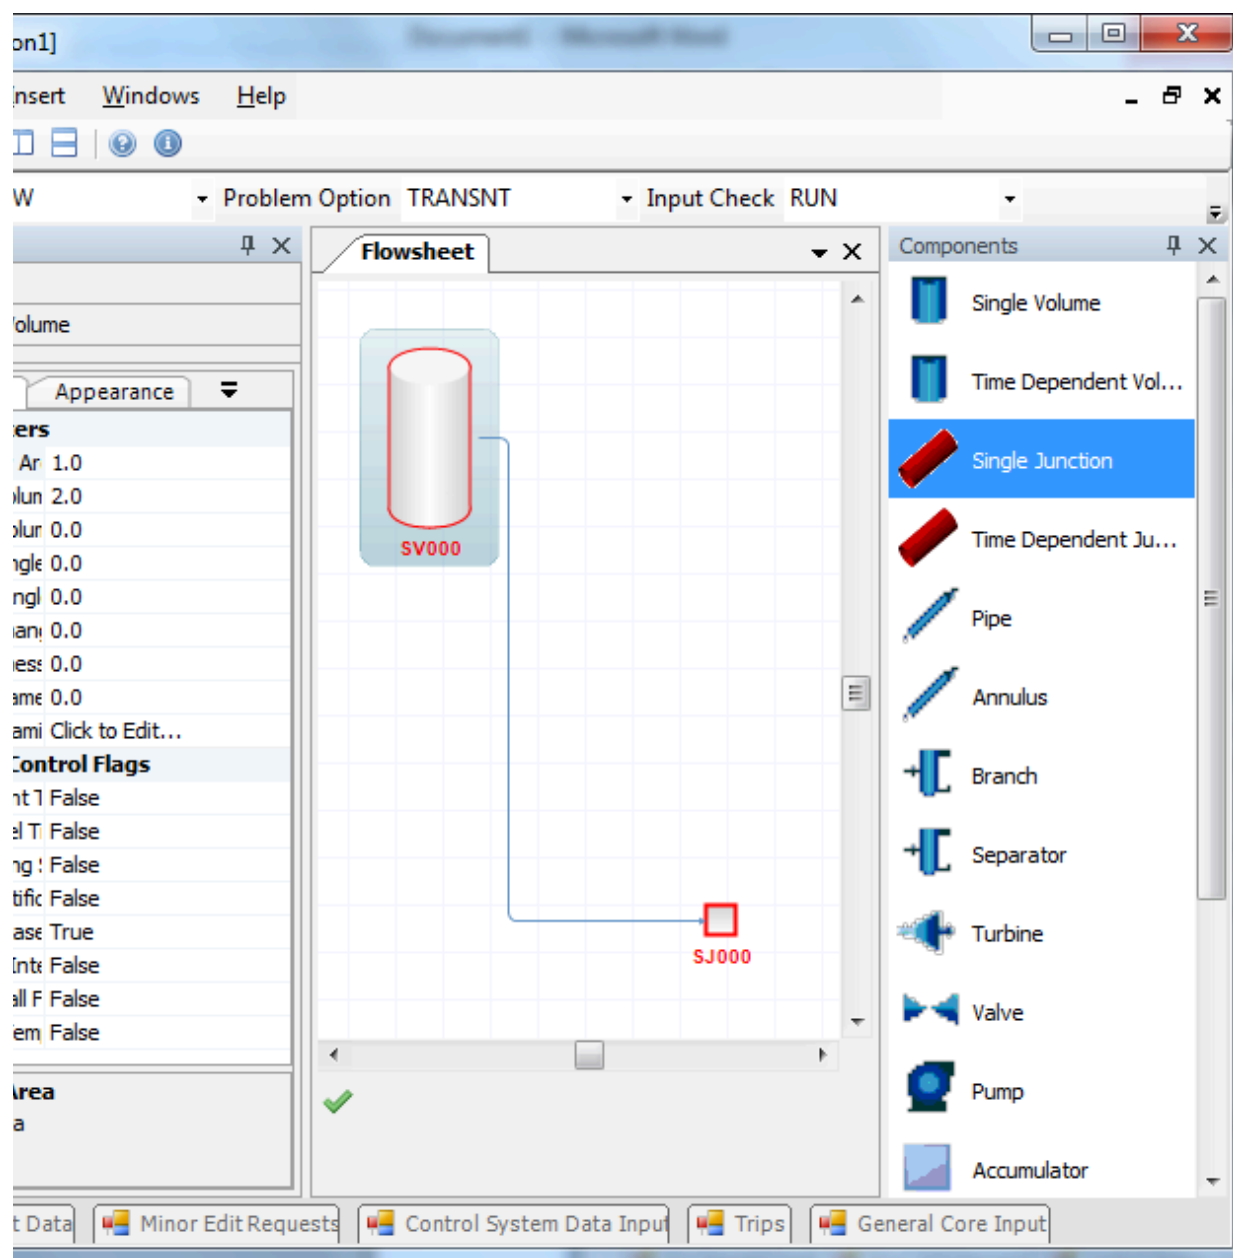 on1]
nsert Windows Help
W Problem Option TRANSNT Input Check RUN
olume
Appearance
ers
Ar 1.0
olum 2.0
olur 0.0
ngle 0.0
ngl 0.0
ang 0.0
ess 0.0
ame 0.0
ami Click to Edit...
Control Flags
nt T False
el Ti False
ng S False
tific False
ase True
Inte False
all F False
Tem False
Area
a
Flowsheet
SV000
SJ000
Components
Single Volume
Time Dependent Vol...
Single Junction
Time Dependent Ju...
Pipe
Annulus
Branch
Separator
Turbine
Valve
Pump
Accumulator
t Data Minor Edit Requests Control System Data Input Trips General Core Input